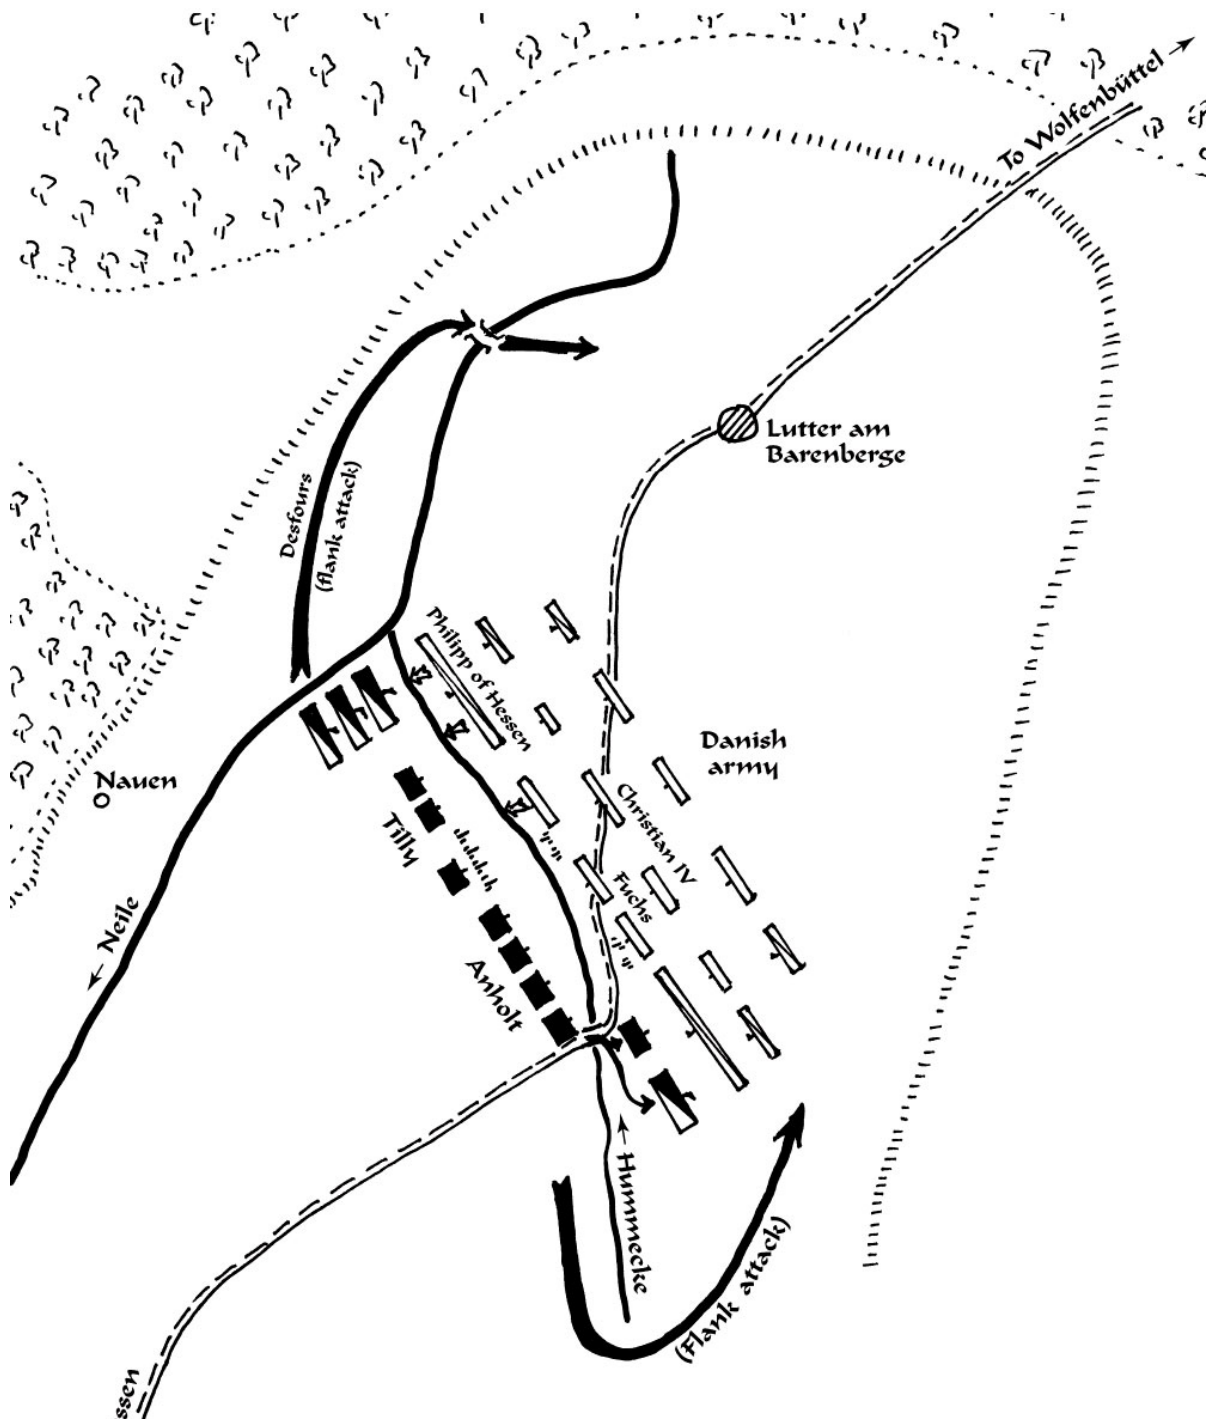 To Wolfenbüttel
Lutter am
Barenberge
Desfours
(flank attack)
Philipp of Hessen
Danish
army
Nauen
Christian IV
Tilly
Fuchs
Neile
Anholt
Hummecke
(Flank attack)
ssen